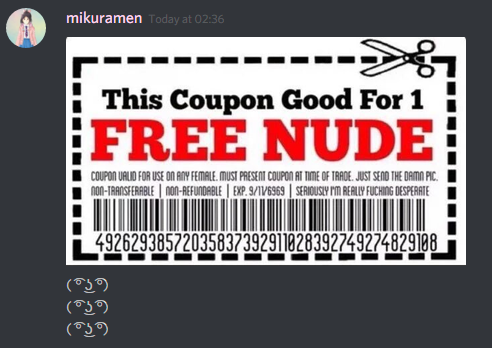 mikuramen Today at 02:36
This Coupon Good For 1
FREE NUDE
COUPON VALID FOR USE ON ANY FEMALE. MUST PRESENT COUPON AT TIME OF TRADE. JUST SEND THE DAMN PIC.
NON-TRANSFERABLE | NON-REFUNDABLE | EXP. 9/11/6969 | SERIOUSLY I'M REALLY FUCKING DESPERATE
49262938572035837392911028392749274829108
( ͡° ͜ʖ ͡°)
( ͡° ͜ʖ ͡°)
( ͡° ͜ʖ ͡°)